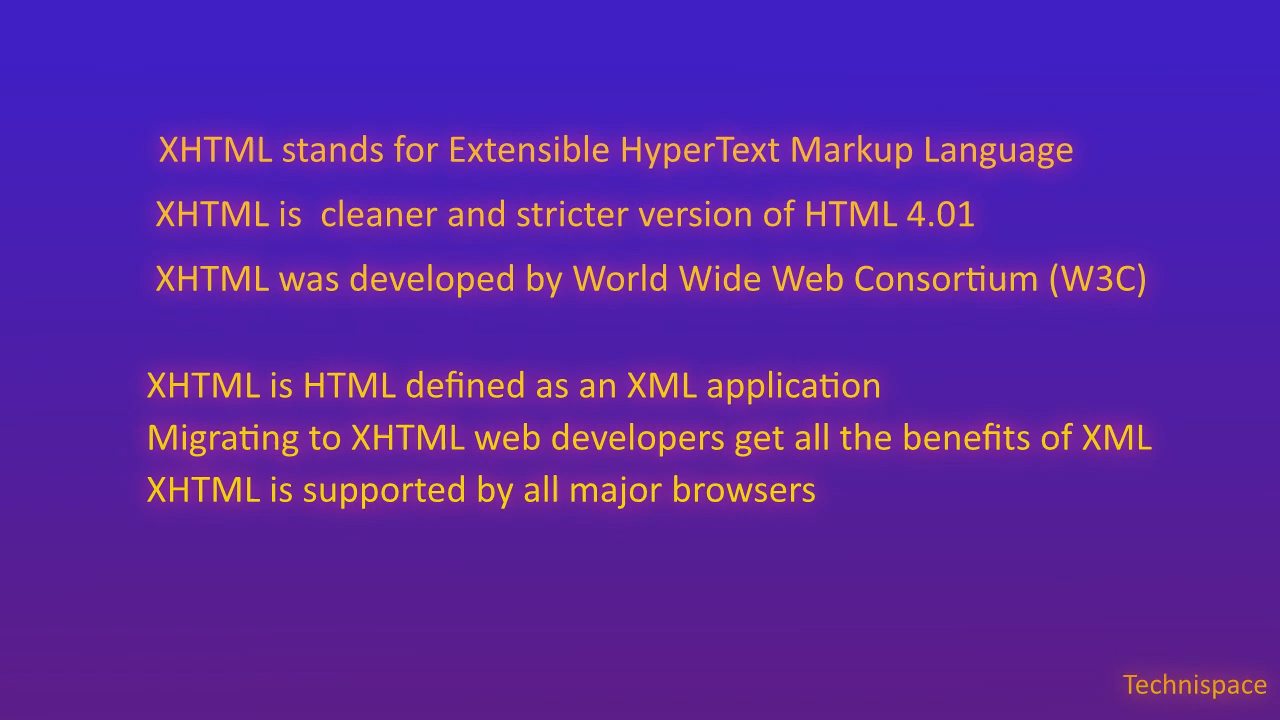 XHTML stands for Extensible HyperText Markup Language
XHTML is  cleaner and stricter version of HTML 4.01
XHTML was developed by World Wide Web Consortium (W3C)
XHTML is HTML defined as an XML application
Migrating to XHTML web developers get all the benefits of XML
XHTML is supported by all major browsers
Technispace